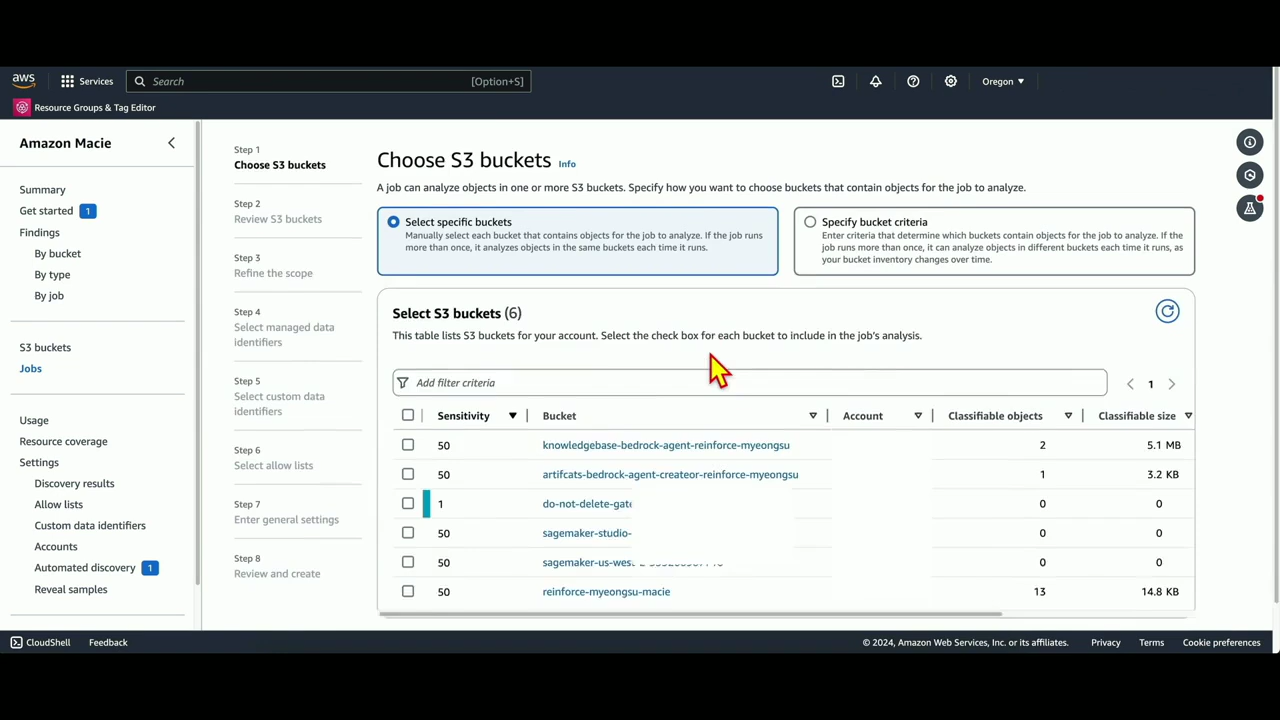 aws Services Search [Option+S] Oregon
Resource Groups & Tag Editor
Amazon Macie
Summary
Get started 1
Findings
By bucket
By type
By job
S3 buckets
Jobs
Usage
Resource coverage
Settings
Discovery results
Allow lists
Custom data identifiers
Accounts
Automated discovery 1
Reveal samples
Step 1
Choose S3 buckets
Step 2
Review S3 buckets
Step 3
Refine the scope
Step 4
Select managed data
identifiers
Step 5
Select custom data
identifiers
Step 6
Select allow lists
Step 7
Enter general settings
Step 8
Review and create
Choose S3 buckets Info
A job can analyze objects in one or more S3 buckets. Specify how you want to choose buckets that contain objects for the job to analyze.
Select specific buckets
Manually select each bucket that contains objects for the job to analyze. If the job runs
more than once, it analyzes objects in the same buckets each time it runs.
Specify bucket criteria
Enter criteria that determine which buckets contain objects for the job to analyze. If the
job runs more than once, it can analyze objects in different buckets each time it runs, as
your bucket inventory changes over time.
Select S3 buckets (6)
This table lists S3 buckets for your account. Select the check box for each bucket to include in the job's analysis.
Add filter criteria 1
Sensitivity Bucket Account Classifiable objects Classifiable size
50 knowledgebase-bedrock-agent-reinforce-myeongsu 2 5.1 MB
50 artifcats-bedrock-agent-createor-reinforce-myeongsu 1 3.2 KB
1 do-not-delete-gate 0 0
50 sagemaker-studio- 0 0
50 sagemaker-us-west-2 0 0
50 reinforce-myeongsu-macie 13 14.8 KB
CloudShell Feedback © 2024, Amazon Web Services, Inc. or its affiliates. Privacy Terms Cookie preferences